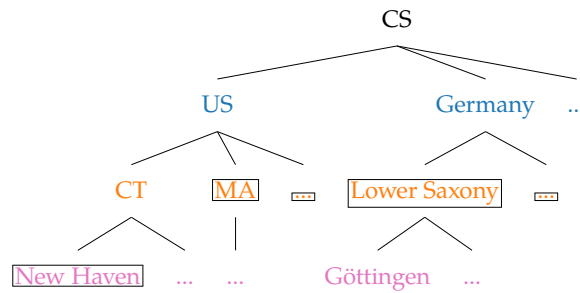 CS
US Germany ..
CT MA ... Lower Saxony ...
New Haven ... ... Göttingen ...